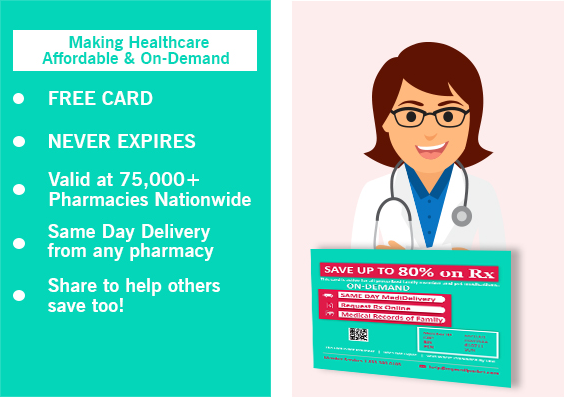 Making Healthcare
Affordable & On-Demand
FREE CARD
NEVER EXPIRES
Valid at 75,000+
Pharmacies Nationwide
Same Day Delivery
from any pharmacy
Share to help others
save too!
SAVE UP TO 80% on Rx
ON-DEMAND
SAME DAY MediDelivery
Request Rx Online
Medical Records of Family